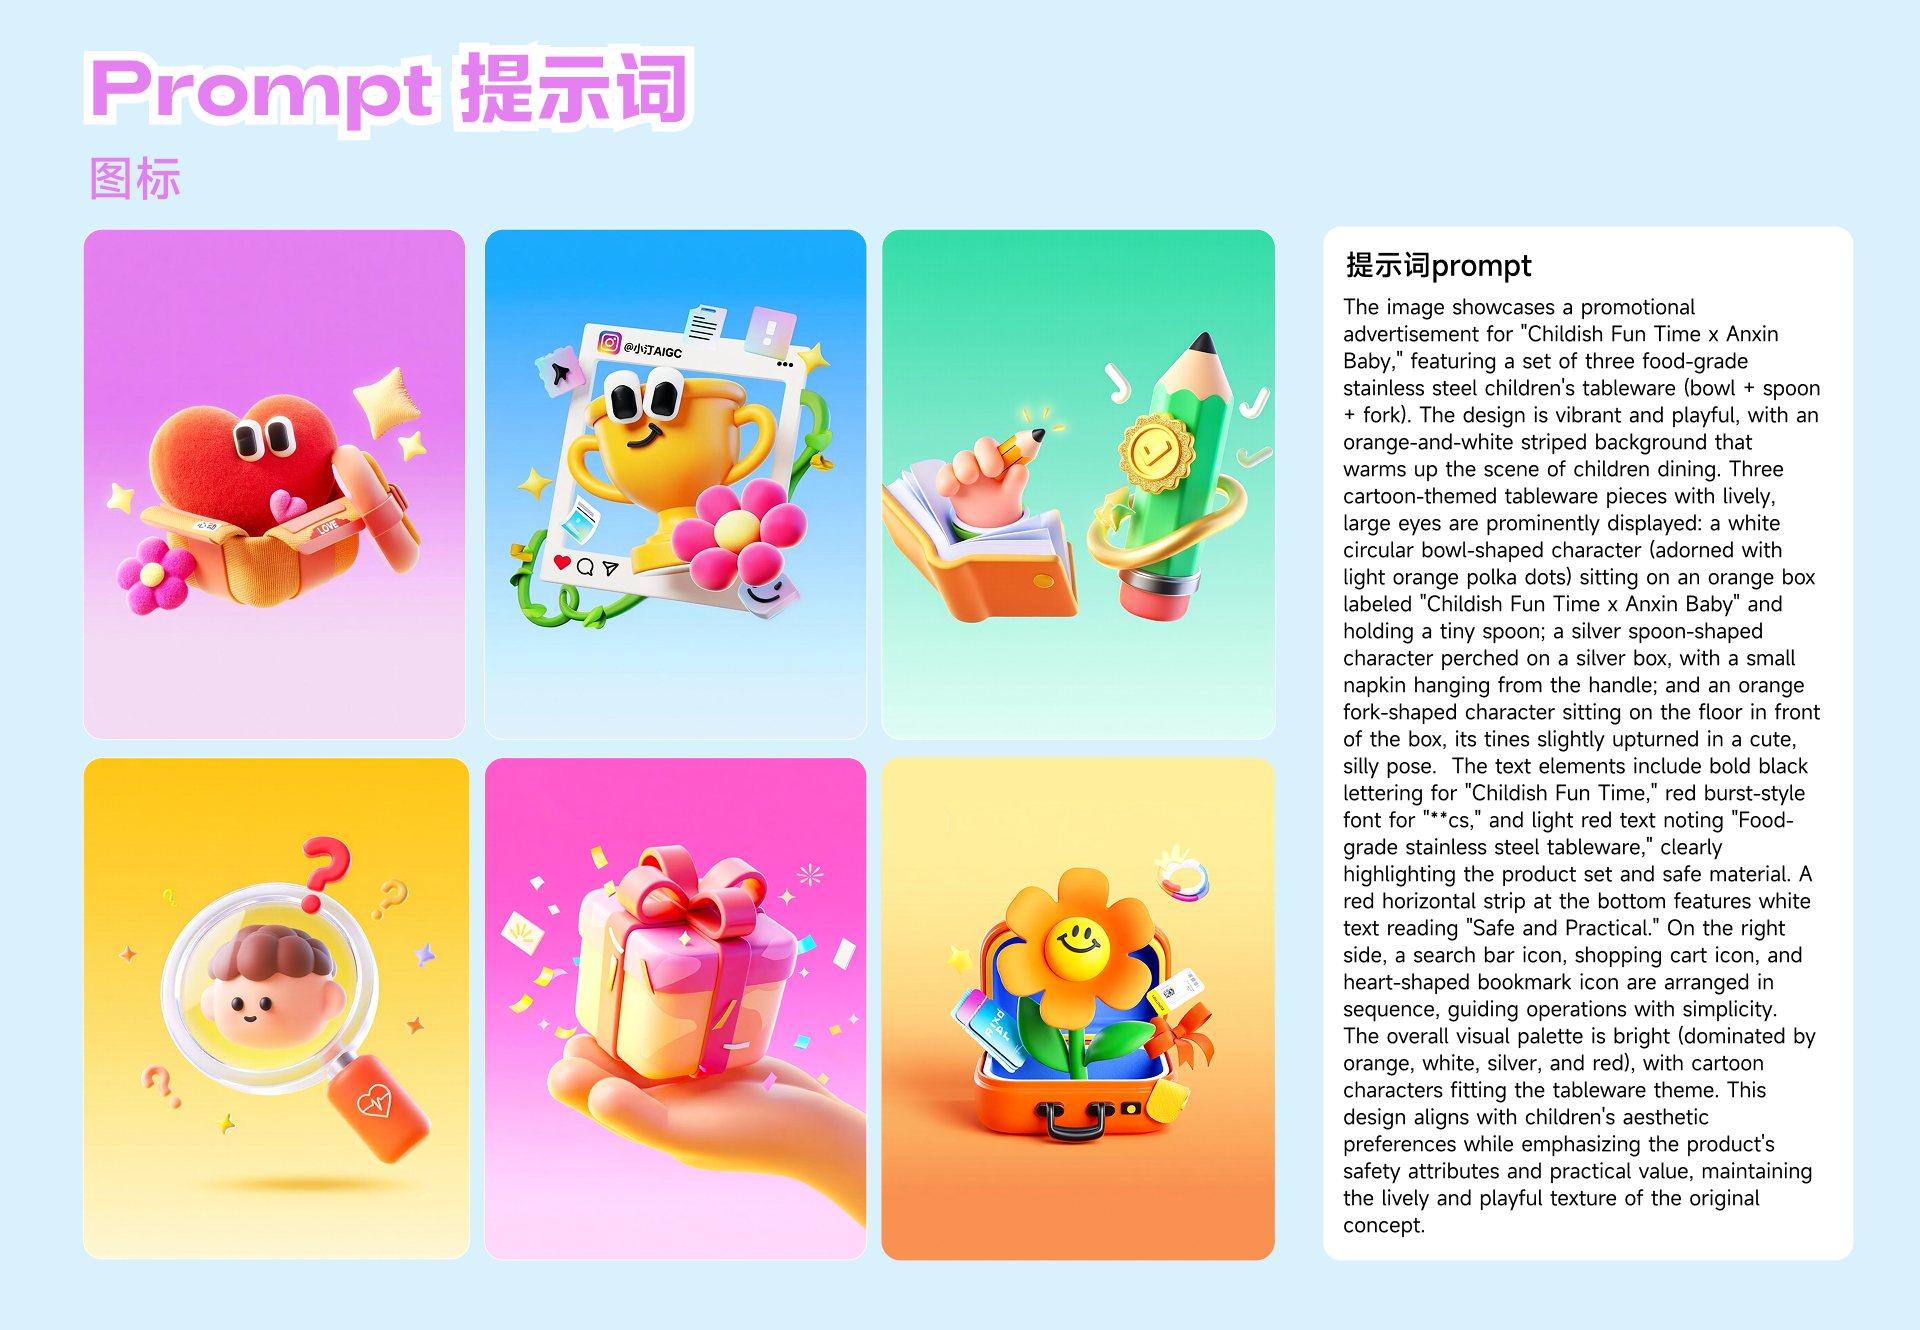 Prompt 提示词
图标
心动
LOVE
@小汀AIGC
提示词prompt
The image showcases a promotional
advertisement for "Childish Fun Time x Anxin
Baby," featuring a set of three food-grade
stainless steel children's tableware (bowl + spoon
+ fork). The design is vibrant and playful, with an
orange-and-white striped background that
warms up the scene of children dining. Three
cartoon-themed tableware pieces with lively,
large eyes are prominently displayed: a white
circular bowl-shaped character (adorned with
light orange polka dots) sitting on an orange box
labeled "Childish Fun Time x Anxin Baby" and
holding a tiny spoon; a silver spoon-shaped
character perched on a silver box, with a small
napkin hanging from the handle; and an orange
fork-shaped character sitting on the floor in front
of the box, its tines slightly upturned in a cute,
silly pose.  The text elements include bold black
lettering for "Childish Fun Time," red burst-style
font for "**cs," and light red text noting "Food-
grade stainless steel tableware," clearly
highlighting the product set and safe material. A
red horizontal strip at the bottom features white
text reading "Safe and Practical." On the right
side, a search bar icon, shopping cart icon, and
heart-shaped bookmark icon are arranged in
sequence, guiding operations with simplicity.
The overall visual palette is bright (dominated by
orange, white, silver, and red), with cartoon
characters fitting the tableware theme. This
design aligns with children's aesthetic
preferences while emphasizing the product's
safety attributes and practical value, maintaining
the lively and playful texture of the original
concept.